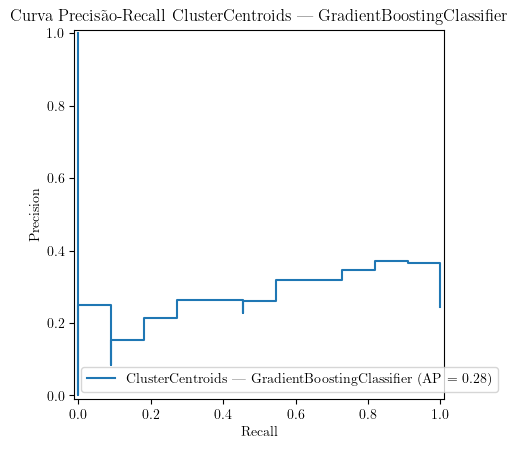 Curva Precisão-Recall ClusterCentroids — GradientBoostingClassifier
1.0
0.8
0.6
0.4
0.2
0.0
Precision
ClusterCentroids — GradientBoostingClassifier (AP = 0.28)
0.0 0.2 0.4 0.6 0.8 1.0
Recall